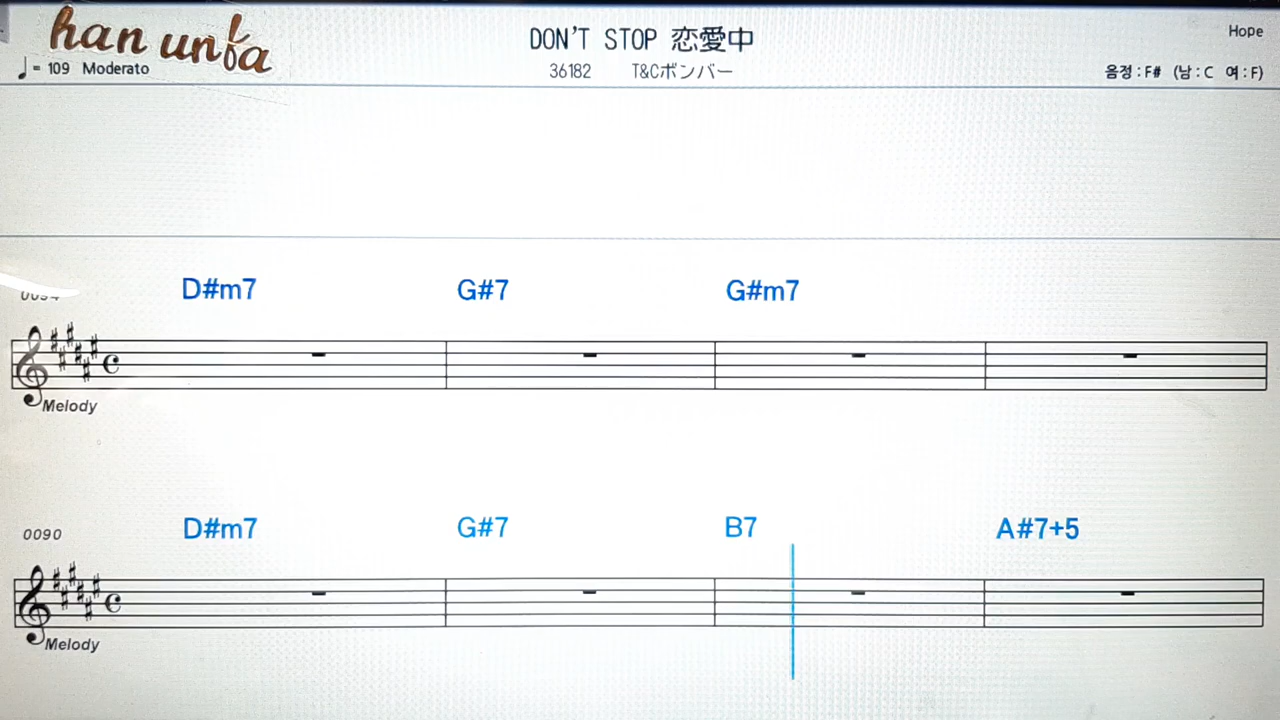 han unba
DON'T STOP 恋愛中
Hope
♩= 109 Moderato
36182 T&Cボンバー
음정:F# (남:C 여:F)
D#m7 G#7 G#m7
Melody
0090
D#m7 G#7 B7 A#7+5
Melody